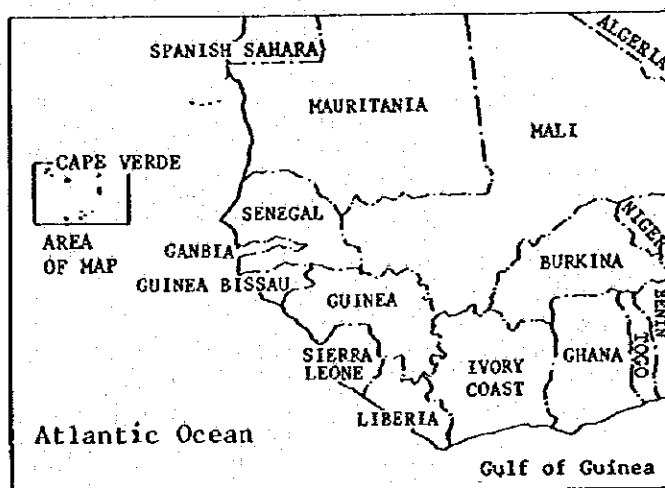 SPANISH SAHARA
ALGERIA
MAURITANIA
MALI
CAPE VERDE
SENEGAL
NIGER
AREA
OF MAP
GANBIA
BURKINA
GUINEA BISSAU
GUINEA
BENIN
SIERRA
LEONE
IVORY
COAST
GHANA
TOGO
LIBERIA
Atlantic Ocean
Gulf of Guinea